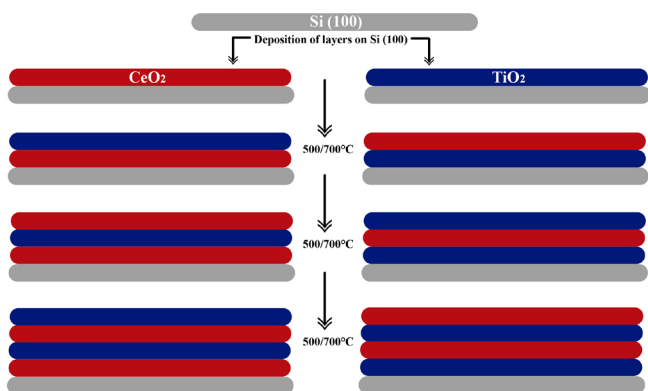 Si (100)
Deposition of layers on Si (100)
CeO₂
TiO₂
500/700°C
500/700°C
500/700°C